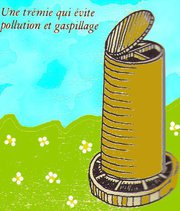 Une trémie qui évite
pollution et gaspillage